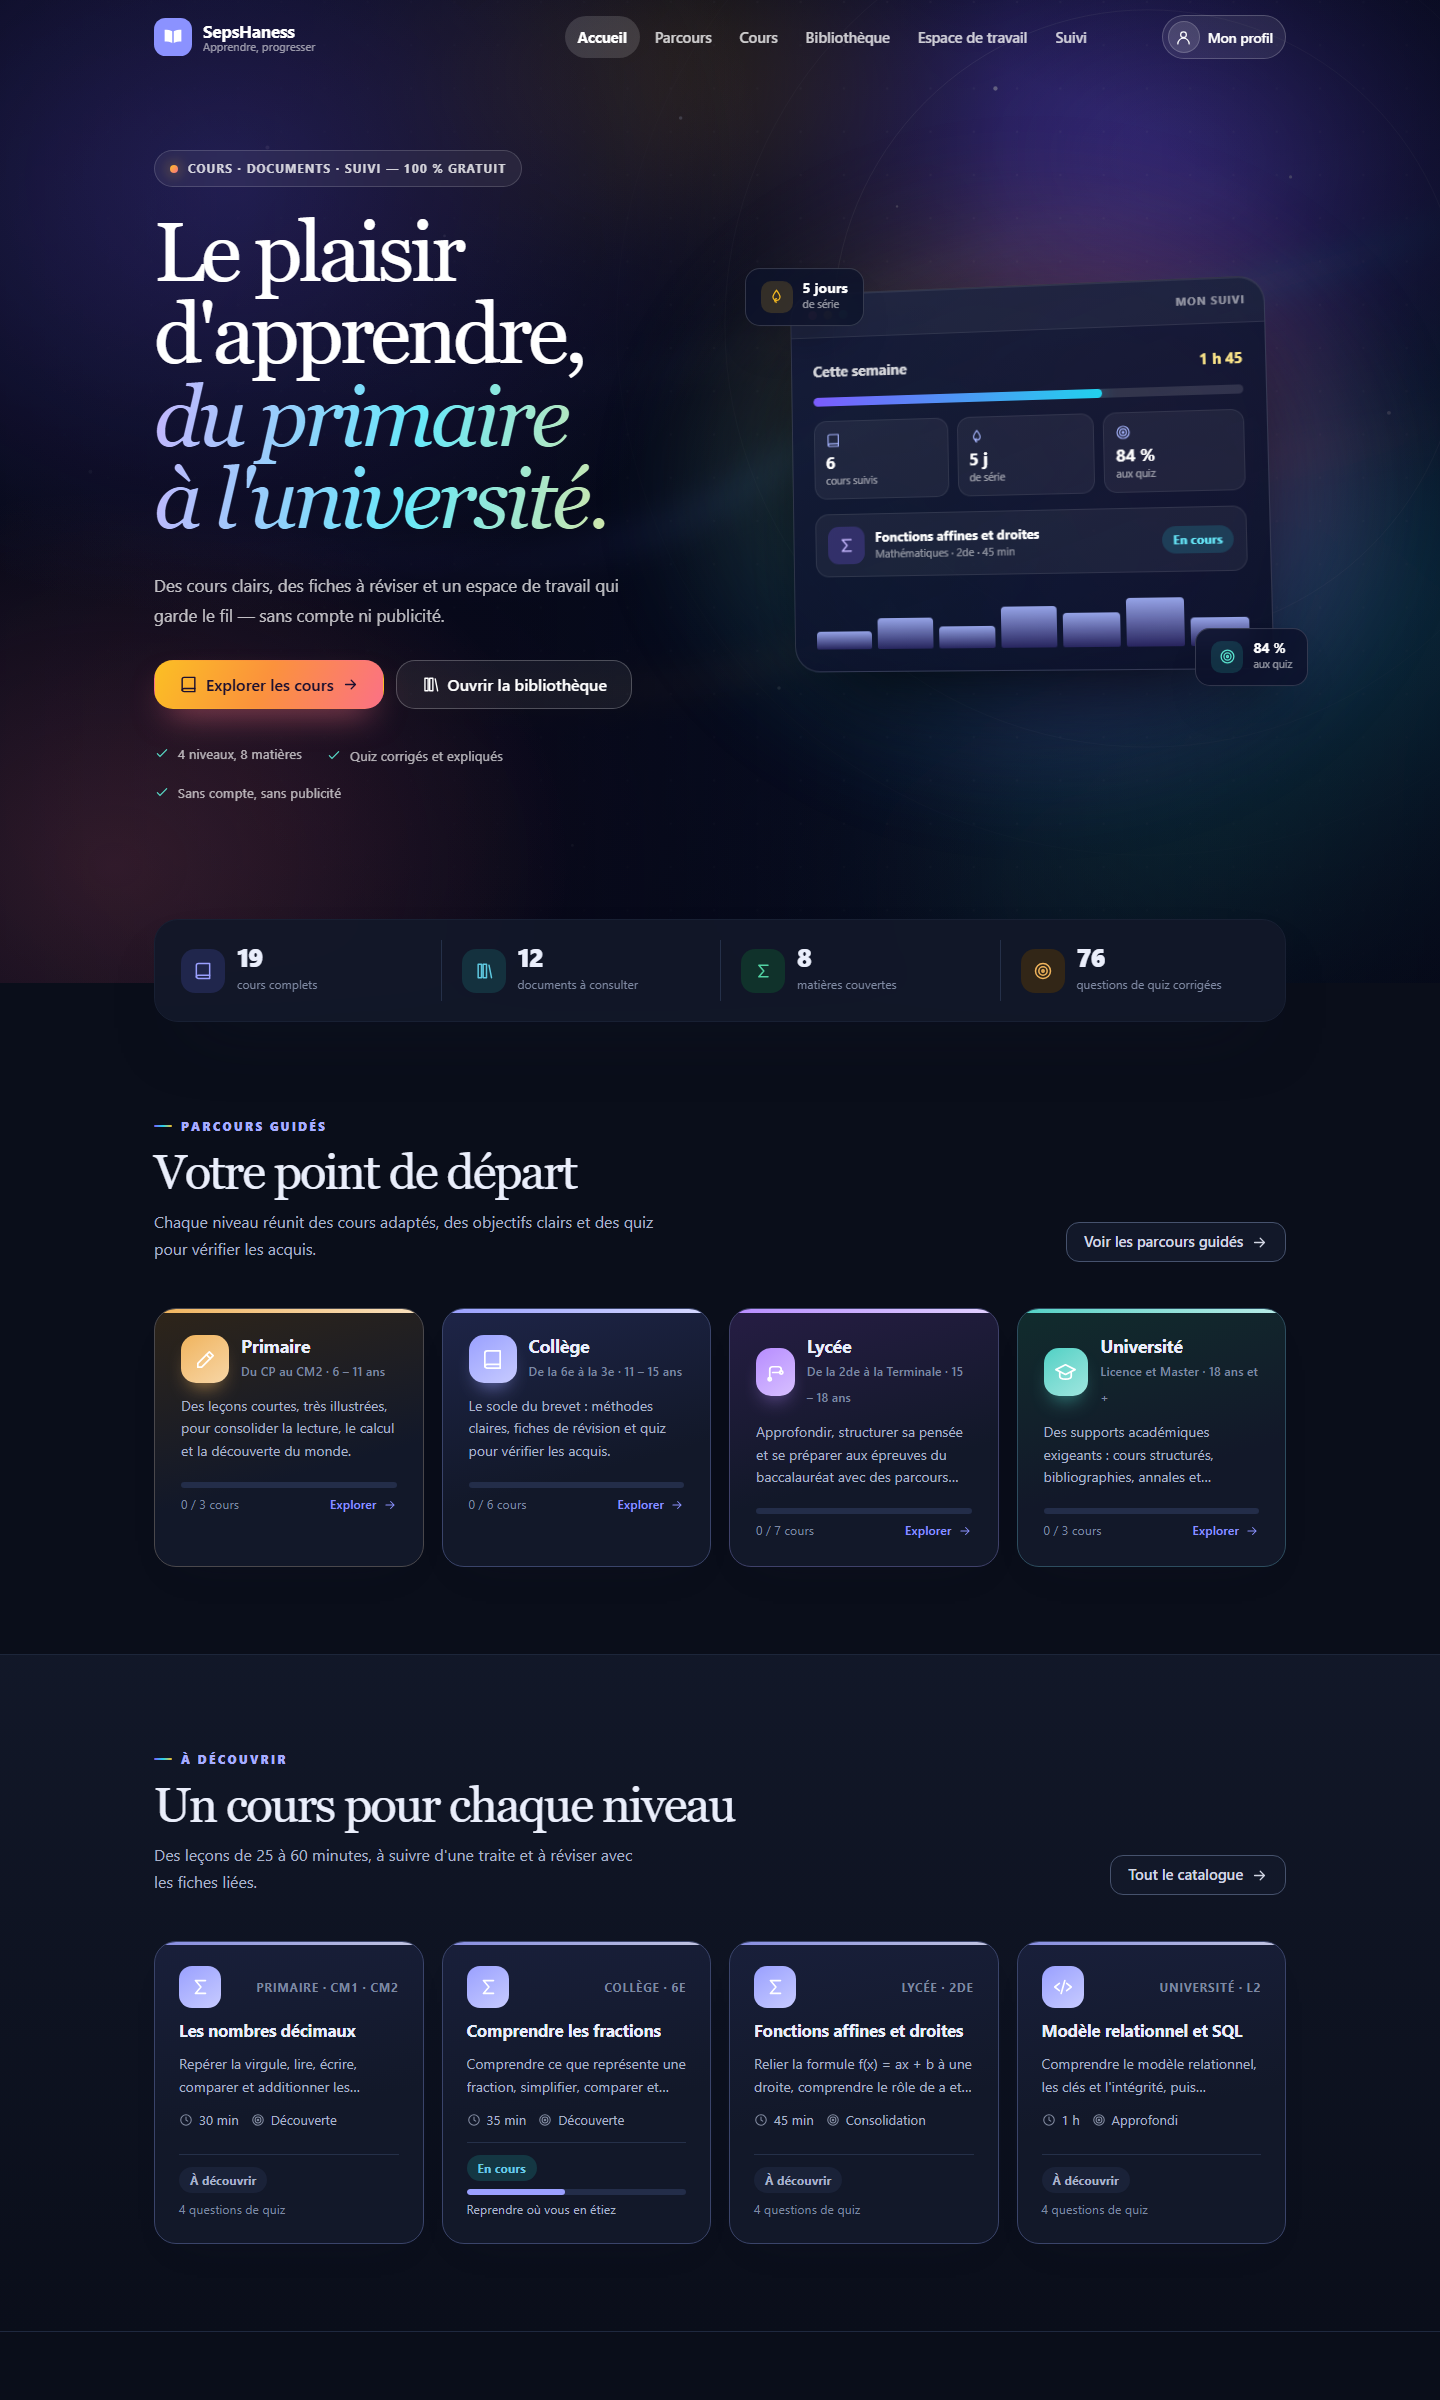 SepsHaness
Apprendre, progresser
Accueil
Parcours
Cours
Bibliothèque
Espace de travail
Suivi
Mon profil
COURS · DOCUMENTS · SUIVI — 100 % GRATUIT
Le plaisir
d'apprendre,
du primaire
à l'université.
Des cours clairs, des fiches à réviser et un espace de travail qui
garde le fil — sans compte ni publicité.
Explorer les cours →
Ouvrir la bibliothèque
4 niveaux, 8 matières
Quiz corrigés et expliqués
Sans compte, sans publicité
5 jours
de série
MON SUIVI
Cette semaine
1 h 45
6
cours suivis
5 j
de série
84 %
aux quiz
Fonctions affines et droites
Mathématiques · 2de · 45 min
En cours
84 %
aux quiz
19
cours complets
12
documents à consulter
8
matières couvertes
76
questions de quiz corrigées
PARCOURS GUIDÉS
Votre point de départ
Chaque niveau réunit des cours adaptés, des objectifs clairs et des quiz
pour vérifier les acquis.
Voir les parcours guidés →
Primaire
Du CP au CM2 · 6 – 11 ans
Des leçons courtes, très illustrées,
pour consolider la lecture, le calcul
et la découverte du monde.
0 / 3 cours
Explorer →
Collège
De la 6e à la 3e · 11 – 15 ans
Le socle du brevet : méthodes
claires, fiches de révision et quiz
pour vérifier les acquis.
0 / 6 cours
Explorer →
Lycée
De la 2de à la Terminale · 15
– 18 ans
Approfondir, structurer sa pensée
et se préparer aux épreuves du
baccalauréat avec des parcours...
0 / 7 cours
Explorer →
Université
Licence et Master · 18 ans et
+
Des supports académiques
exigeants : cours structurés,
bibliographies, annales et...
0 / 3 cours
Explorer →
À DÉCOUVRIR
Un cours pour chaque niveau
Des leçons de 25 à 60 minutes, à suivre d'une traite et à réviser avec
les fiches liées.
Tout le catalogue →
PRIMAIRE · CM1 · CM2
Les nombres décimaux
Repérer la virgule, lire, écrire,
comparer et additionner les...
30 min
Découverte
À découvrir
4 questions de quiz
COLLÈGE · 6E
Comprendre les fractions
Comprendre ce que représente une
fraction, simplifier, comparer et...
35 min
Découverte
En cours
Reprendre où vous en étiez
LYCÉE · 2DE
Fonctions affines et droites
Relier la formule f(x) = ax + b à une
droite, comprendre le rôle de a et...
45 min
Consolidation
À découvrir
4 questions de quiz
UNIVERSITÉ · L2
Modèle relationnel et SQL
Comprendre le modèle relationnel,
les clés et l'intégrité, puis...
1 h
Approfondi
À découvrir
4 questions de quiz